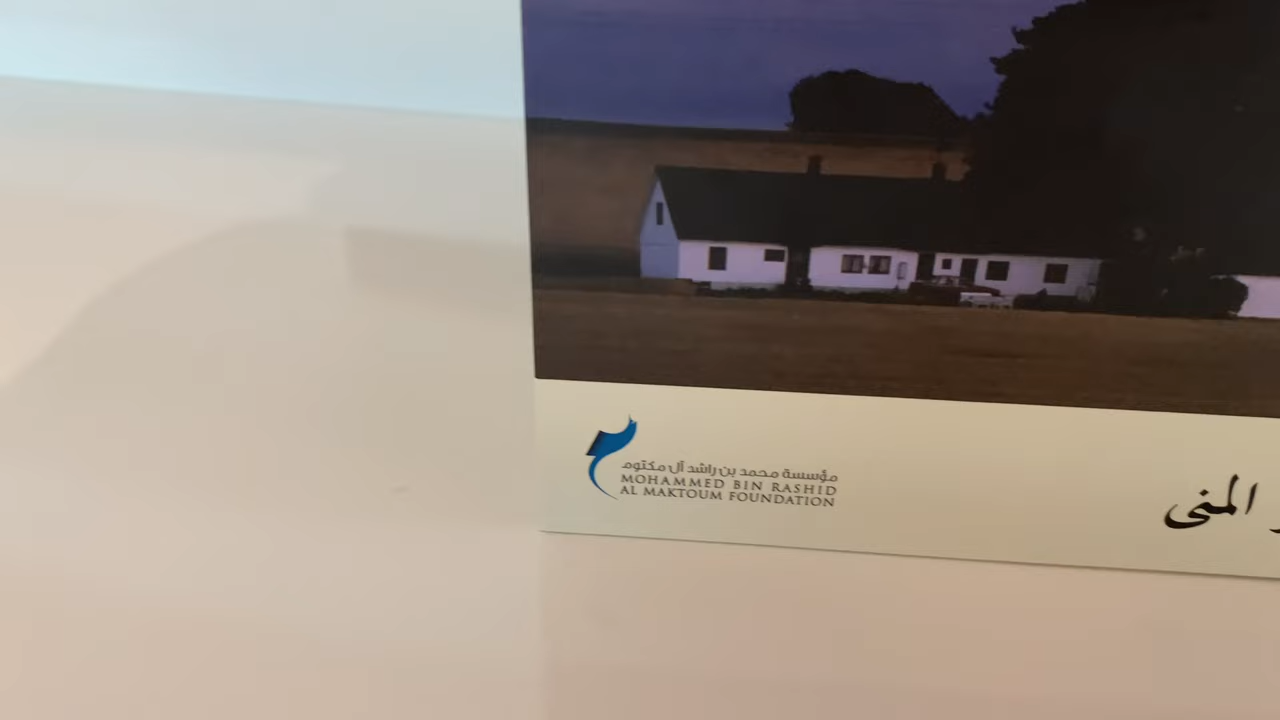 مؤسسة محمد بن راشد آل مكتوم
MOHAMMED BIN RASHID
AL MAKTOUM FOUNDATION
المنى